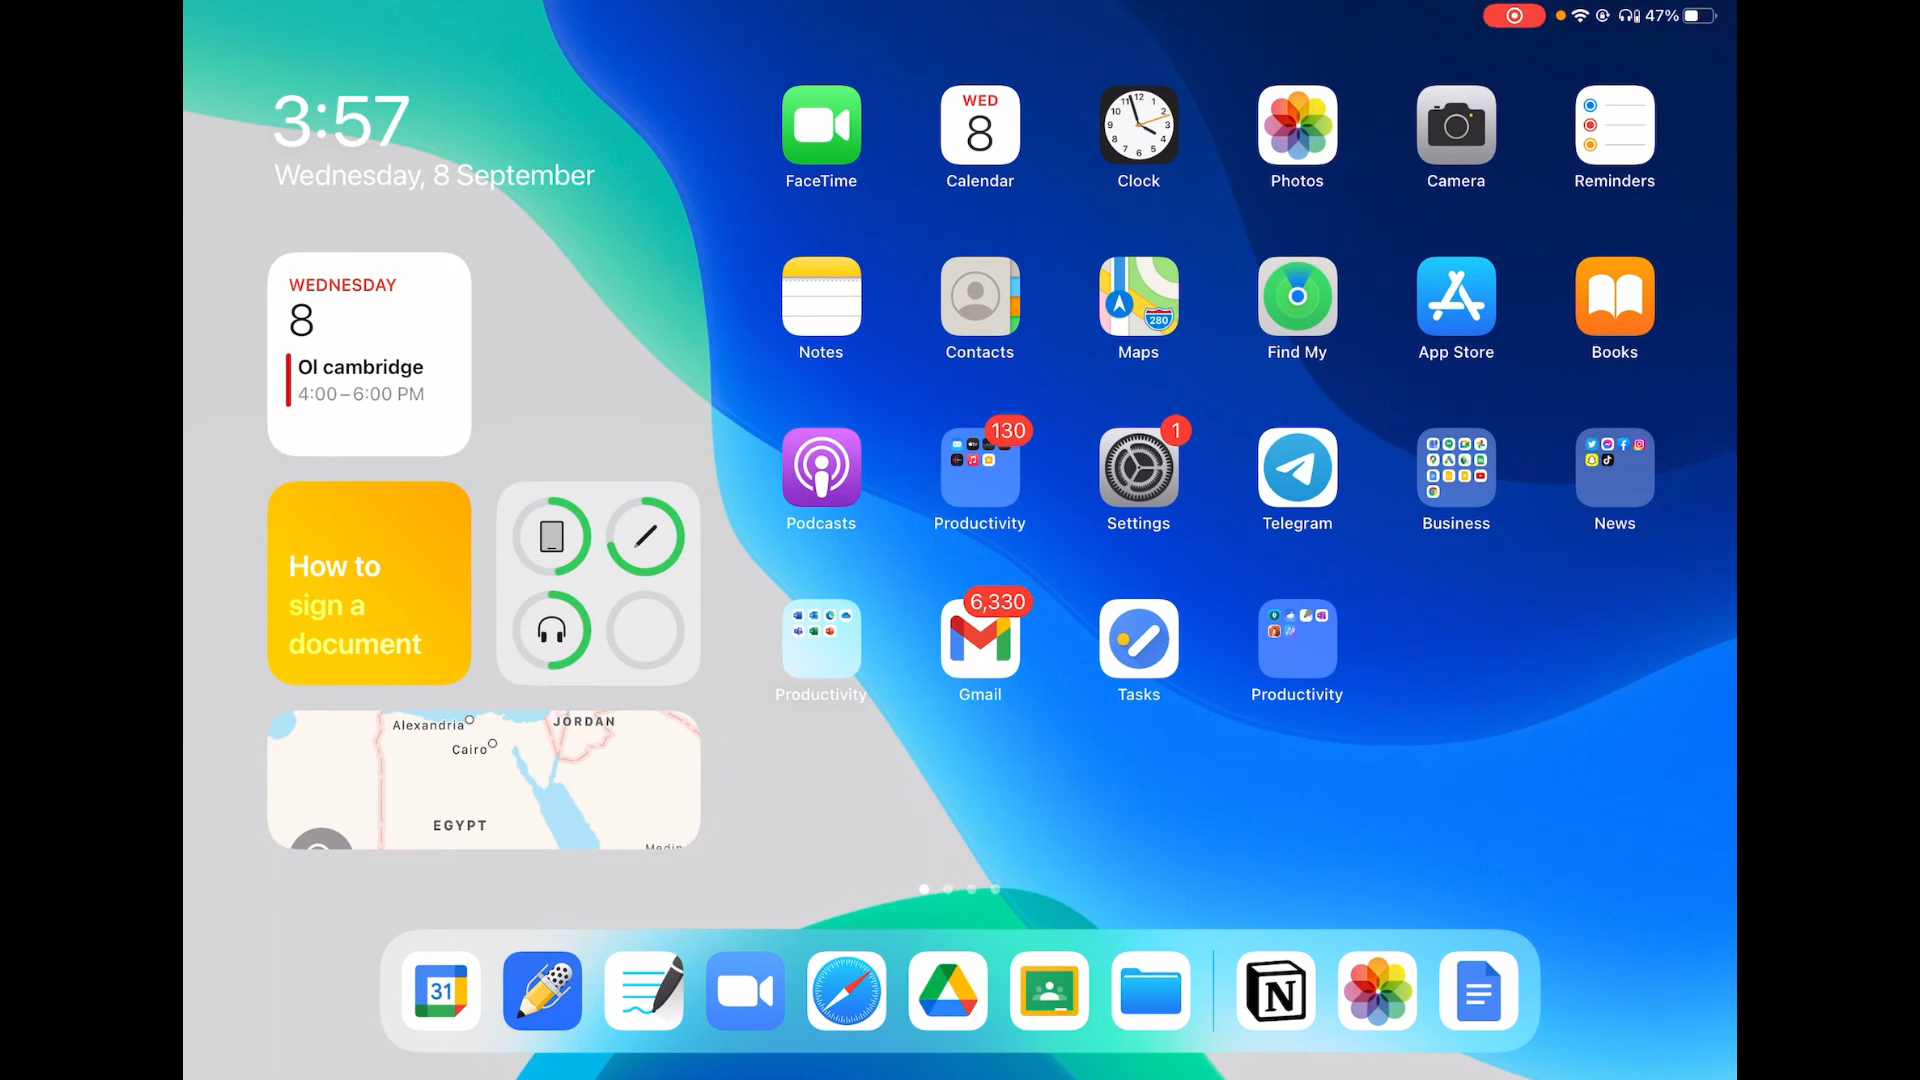 47%
3:57
Wednesday, 8 September
WEDNESDAY
8
Ol cambridge
4:00–6:00 PM
How to
sign a
document
Alexandria
JORDAN
Cairo
EGYPT
WED
8
FaceTime
Calendar
Clock
Photos
Camera
Reminders
280
Notes
Contacts
Maps
Find My
App Store
Books
130
1
Podcasts
Productivity
Settings
Telegram
Business
News
6,330
Productivity
Gmail
Tasks
Productivity
31
N